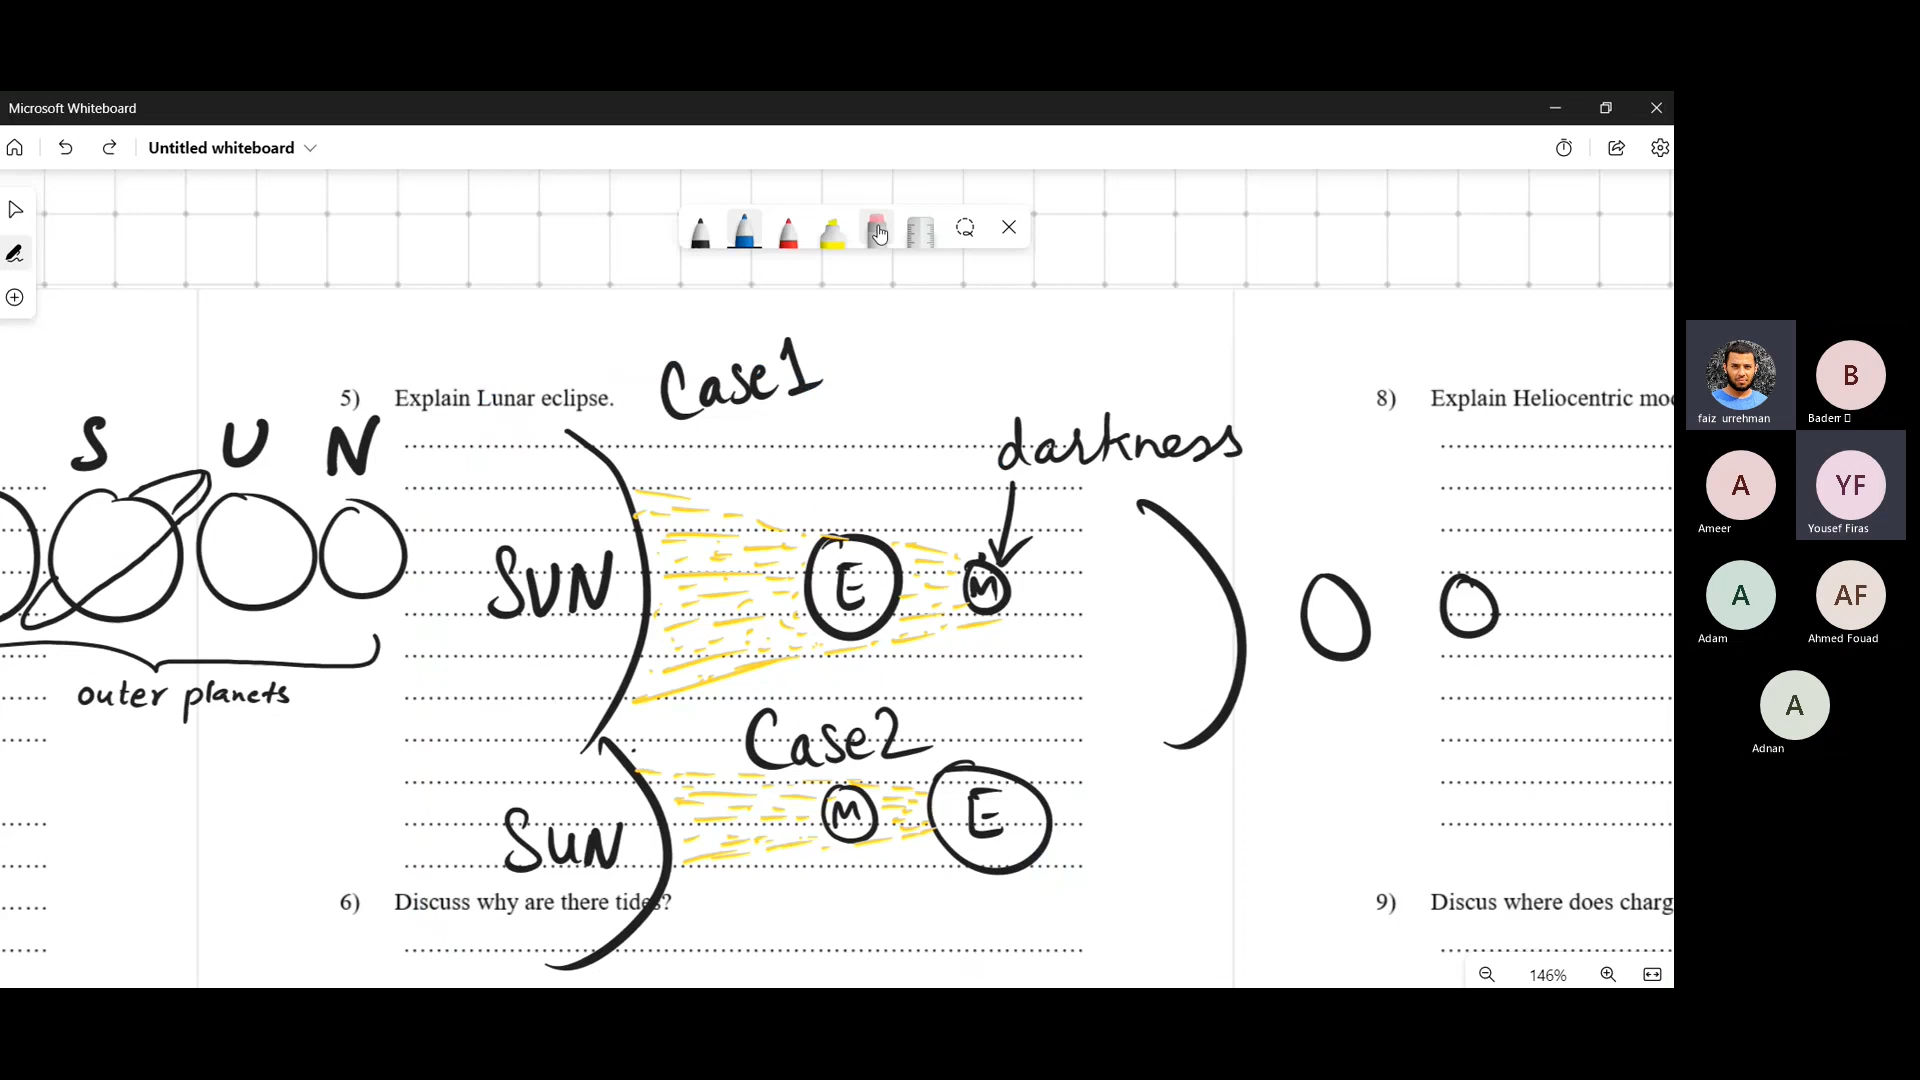 Microsoft Whiteboard
Untitled whiteboard
5) Explain Lunar eclipse.
Case 1
darkness
S U N
SUN
E
M
outer planets
Case 2
SUN
M
E
6) Discuss why are there tides?
8) Explain Heliocentric mo
9) Discus where does charg
146%
faiz urrehman
B
Baderr
A
Ameer
YF
Yousef Firas
A
Adam
AF
Ahmed Fouad
A
Adnan